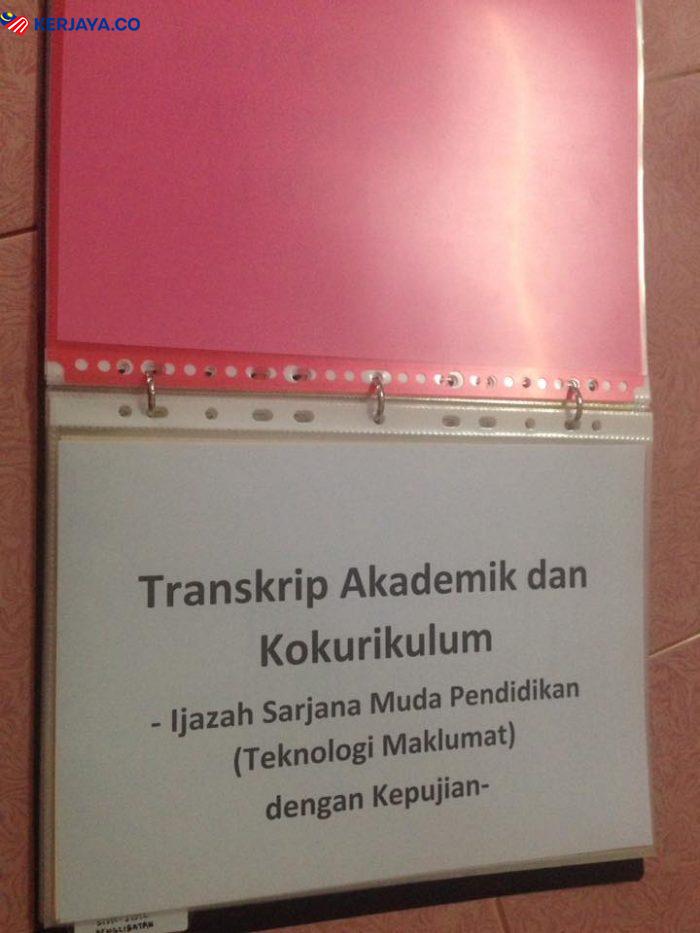 KERJAYA.CO
Transkrip Akademik dan
Kokurikulum
- Ijazah Sarjana Muda Pendidikan
(Teknologi Maklumat)
dengan Kepujian-